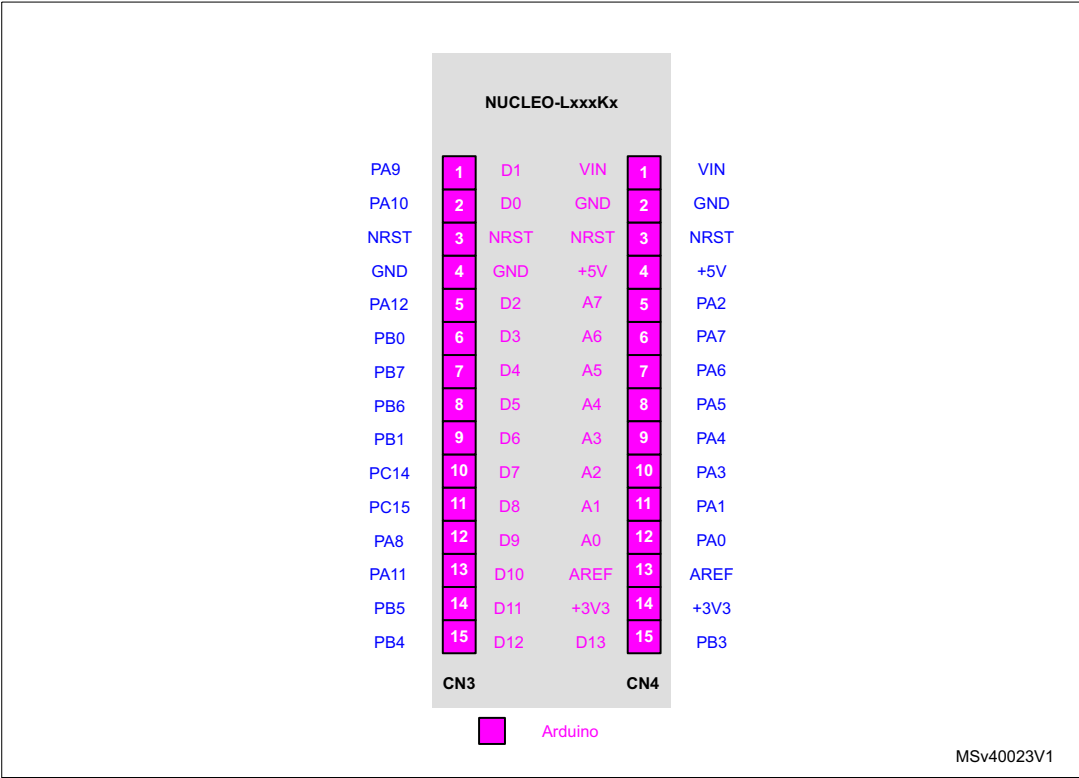 NUCLEO-LxxxKx
PA9 1 D1 VIN 1 VIN
PA10 2 D0 GND 2 GND
NRST 3 NRST NRST 3 NRST
GND 4 GND +5V 4 +5V
PA12 5 D2 A7 5 PA2
PB0 6 D3 A6 6 PA7
PB7 7 D4 A5 7 PA6
PB6 8 D5 A4 8 PA5
PB1 9 D6 A3 9 PA4
PC14 10 D7 A2 10 PA3
PC15 11 D8 A1 11 PA1
PA8 12 D9 A0 12 PA0
PA11 13 D10 AREF 13 AREF
PB5 14 D11 +3V3 14 +3V3
PB4 15 D12 D13 15 PB3
CN3 CN4
Arduino
MSv40023V1